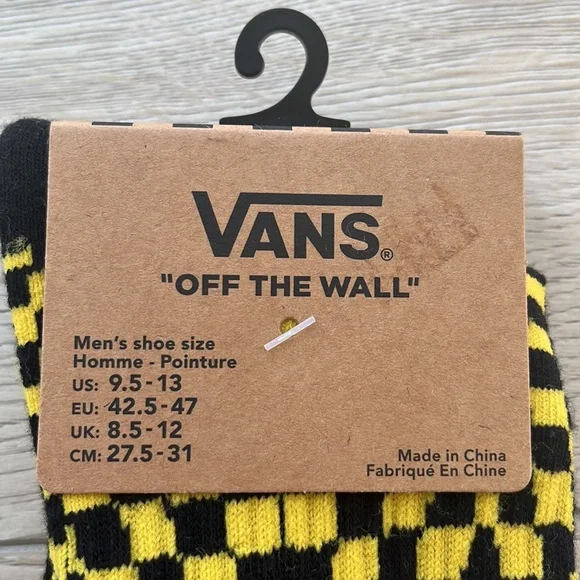 VANS®
"OFF THE WALL"
Men's shoe size
Homme - Pointure
US: 9.5 - 13
EU: 42.5 - 47
UK: 8.5 - 12
CM: 27.5 - 31
Made in China
Fabriqué En Chine